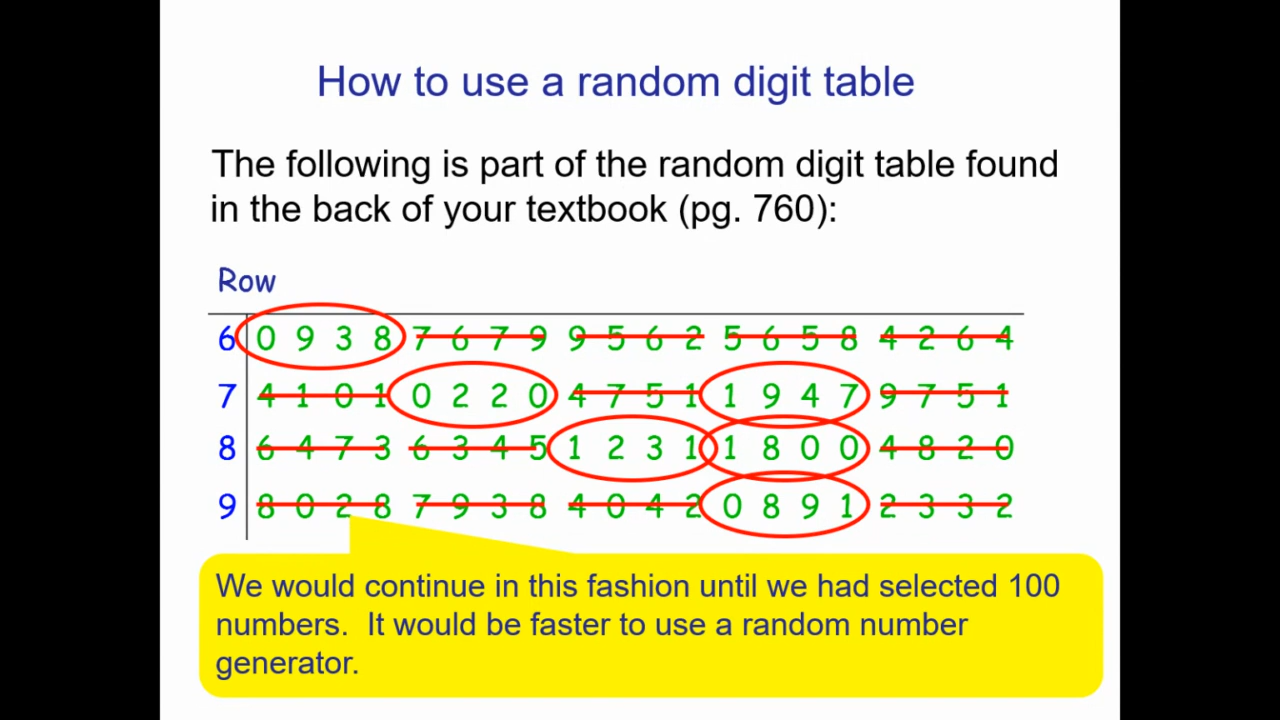 How to use a random digit table
The following is part of the random digit table found
in the back of your textbook (pg. 760):
Row
6 0 9 3 8 7 6 7 9 9 5 6 2 5 6 5 8 4 2 6 4
7 4 1 0 1 0 2 2 0 4 7 5 1 1 9 4 7 9 7 5 1
8 6 4 7 3 6 3 4 5 1 2 3 1 1 8 0 0 4 8 2 0
9 8 0 2 8 7 9 3 8 4 0 4 2 0 8 9 1 2 3 3 2
We would continue in this fashion until we had selected 100
numbers.  It would be faster to use a random number
generator.